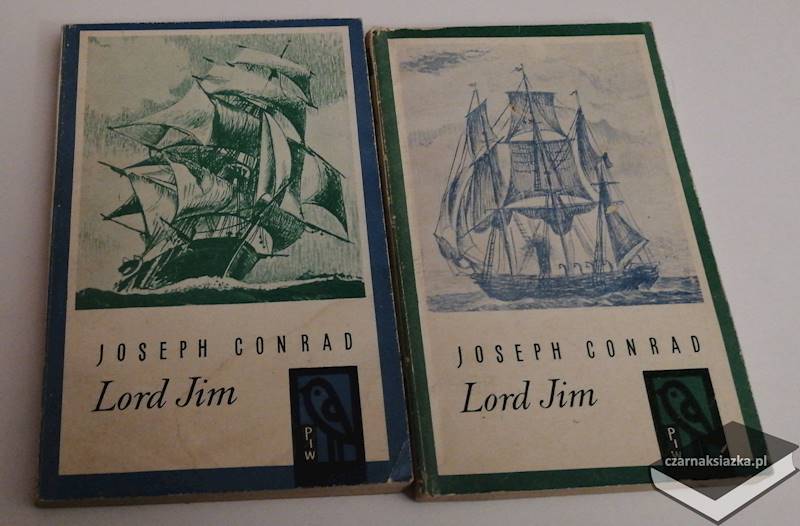 JOSEPH CONRAD
Lord Jim
PIW
JOSEPH CONRAD
Lord Jim
PIW
czarnaksiazka.pl